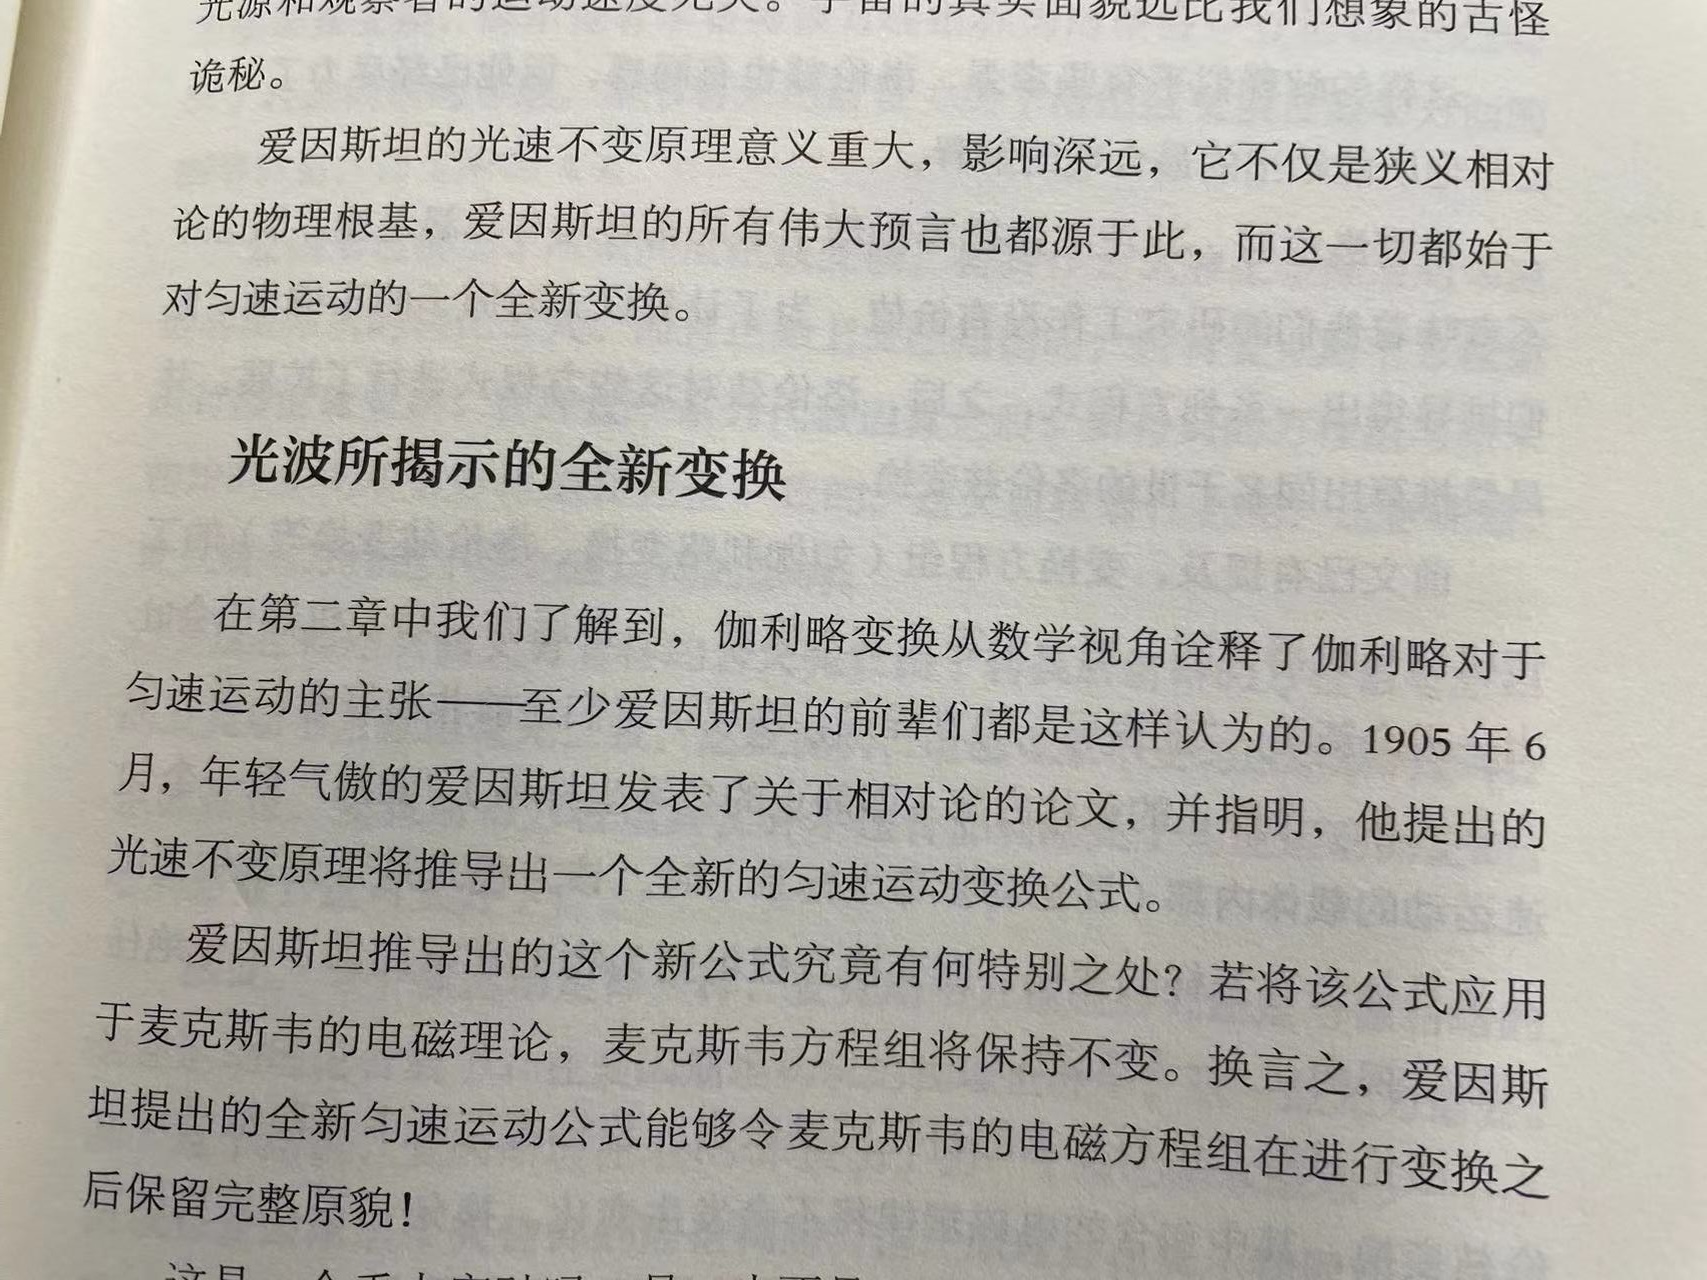 光源和观察者的运动速度无关。宇宙的真实面貌远比我们想象的古怪
诡秘。
爱因斯坦的光速不变原理意义重大，影响深远，它不仅是狭义相对
论的物理根基，爱因斯坦的所有伟大预言也都源于此，而这一切都始于
对匀速运动的一个全新变换。
光波所揭示的全新变换
在第二章中我们了解到，伽利略变换从数学视角诠释了伽利略对于
匀速运动的主张——至少爱因斯坦的前辈们都是这样认为的。1905 年 6
月，年轻气傲的爱因斯坦发表了关于相对论的论文，并指明，他提出的
光速不变原理将推导出一个全新的匀速运动变换公式。
爱因斯坦推导出的这个新公式究竟有何特别之处？若将该公式应用
于麦克斯韦的电磁理论，麦克斯韦方程组将保持不变。换言之，爱因斯
坦提出的全新匀速运动公式能够令麦克斯韦的电磁方程组在进行变换之
后保留完整原貌！